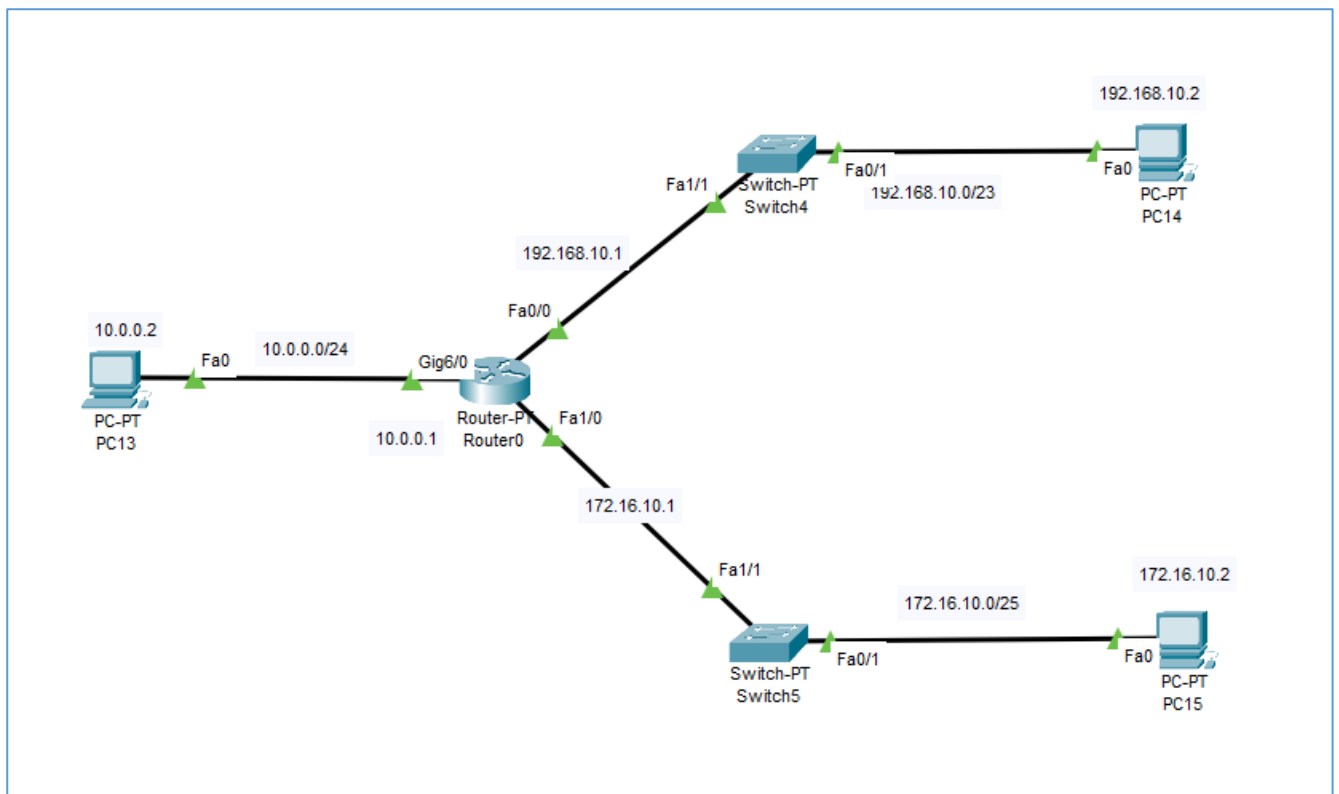 192.168.10.2
Fa0/1
Fa0
Fa1/1
Switch-PT
Switch4
192.168.10.0/23
PC-PT
PC14
192.168.10.1
Fa0/0
10.0.0.2
10.0.0.0/24
Fa0
Gig6/0
PC-PT
PC13
10.0.0.1
Router-PT
Router0
Fa1/0
172.16.10.1
Fa1/1
172.16.10.2
172.16.10.0/25
Fa0/1
Fa0
Switch-PT
Switch5
PC-PT
PC15